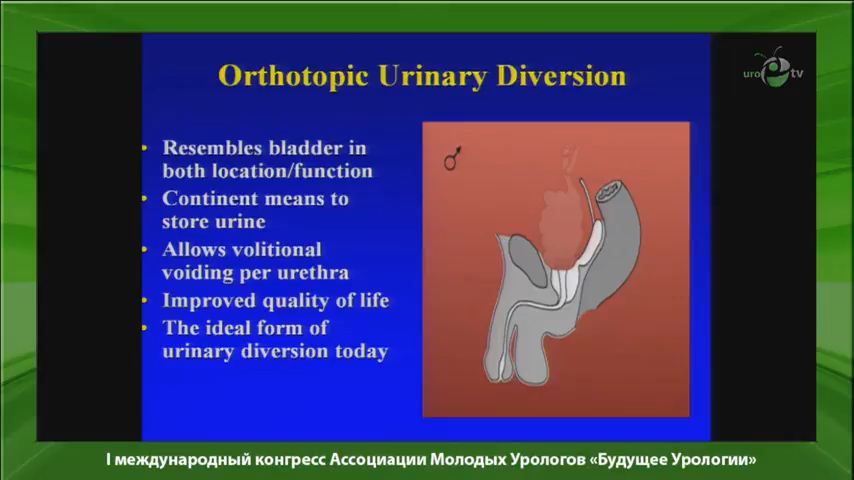 Orthotopic Urinary Diversion
uro tv
• Resembles bladder in
both location/function
• Continent means to
store urine
• Allows volitional
voiding per urethra
• Improved quality of life
• The ideal form of
urinary diversion today
I международный конгресс Ассоциации Молодых Урологов «Будущее Урологии»